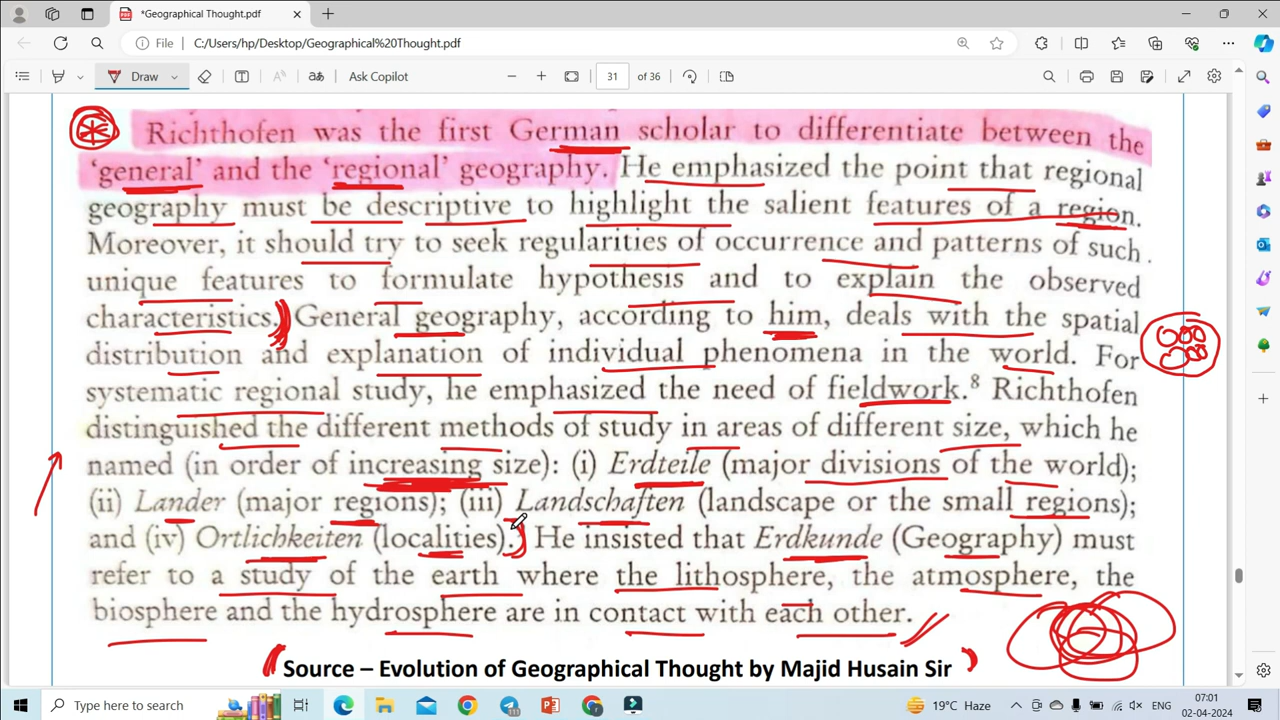 *Geographical Thought.pdf
File C:/Users/hp/Desktop/Geographical%20Thought.pdf
Draw Ask Copilot 31 of 36
Richthofen was the first German scholar to differentiate between the
‘general’ and the ‘regional’ geography. He emphasized the point that regional
geography must be descriptive to highlight the salient features of a region.
Moreover, it should try to seek regularities of occurrence and patterns of such
unique features to formulate hypothesis and to explain the observed
characteristics. General geography, according to him, deals with the spatial
distribution and explanation of individual phenomena in the world. For
systematic regional study, he emphasized the need of fieldwork.⁸ Richthofen
distinguished the different methods of study in areas of different size, which he
named (in order of increasing size): (i) Erdteile (major divisions of the world);
(ii) Lander (major regions); (iii) Landschaften (landscape or the small regions);
and (iv) Ortlichkeiten (localities). He insisted that Erdkunde (Geography) must
refer to a study of the earth where the lithosphere, the atmosphere, the
biosphere and the hydrosphere are in contact with each other.
Source – Evolution of Geographical Thought by Majid Husain Sir
Type here to search 19°C Haze ENG 07:01
02-04-2024